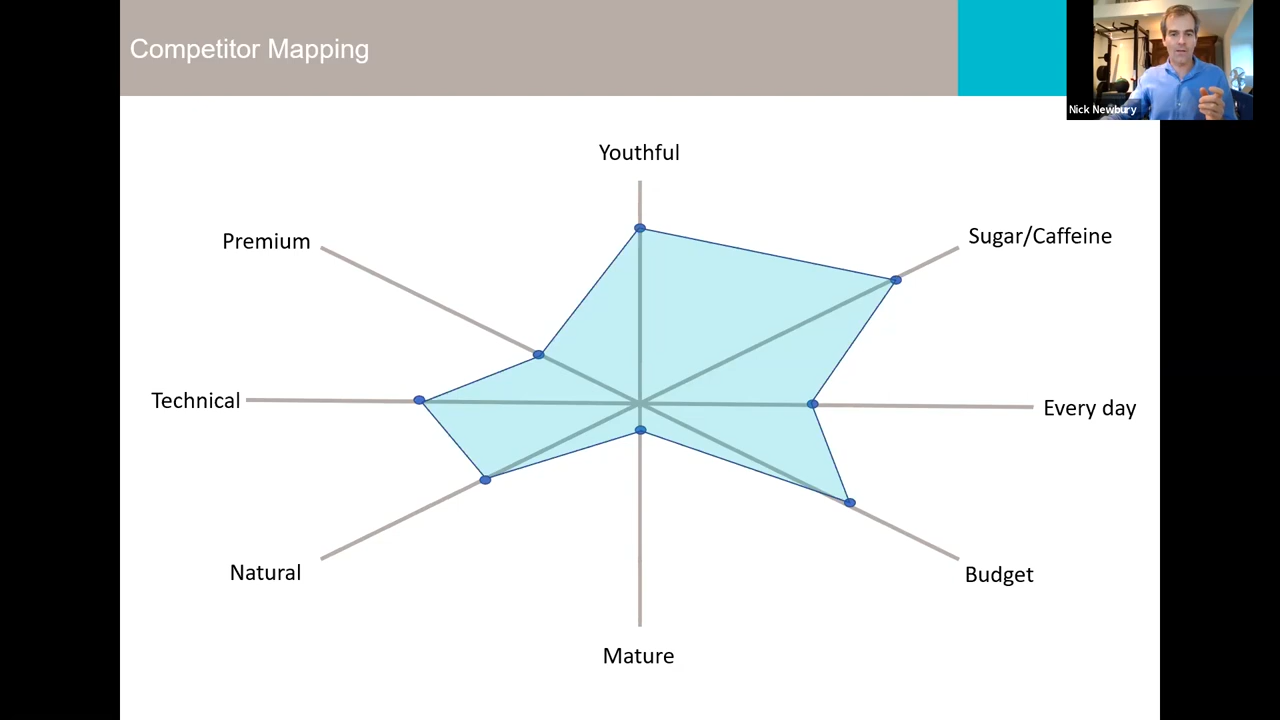 Competitor Mapping
Nick Newbury
Youthful
Premium
Sugar/Caffeine
Technical
Every day
Natural
Budget
Mature